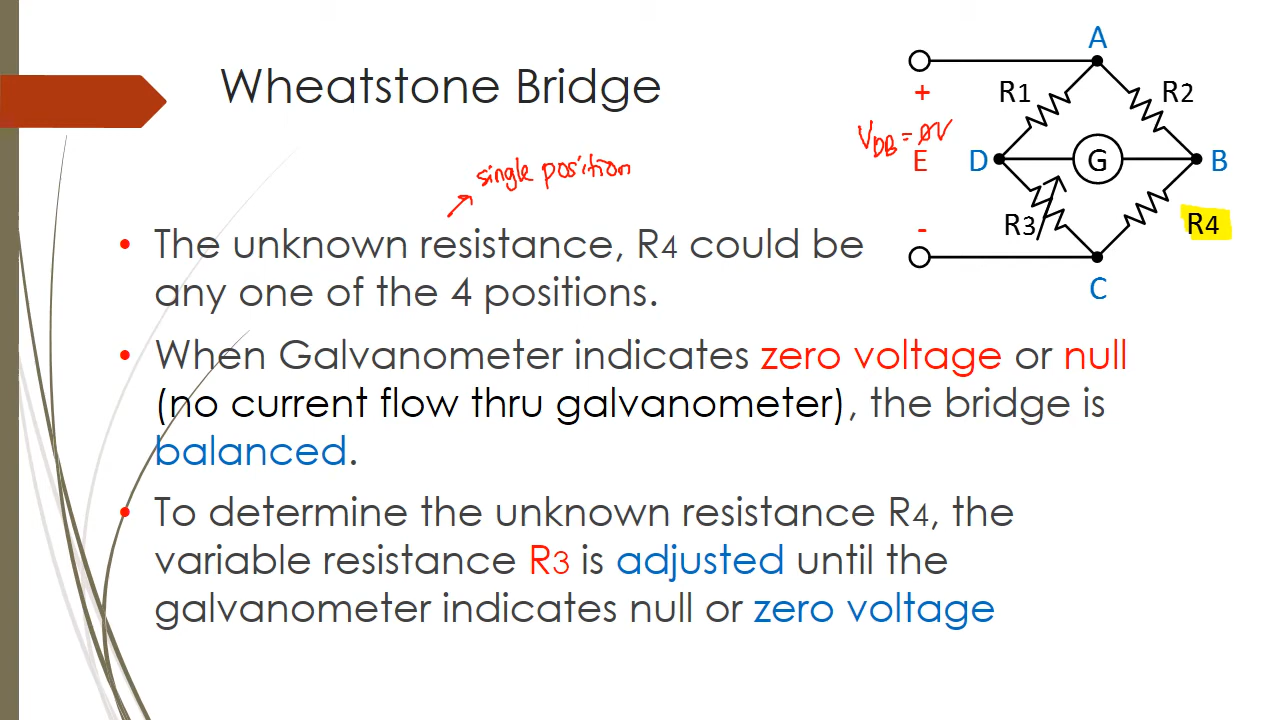 Wheatstone Bridge
single position
• The unknown resistance, R4 could be
any one of the 4 positions.
• When Galvanometer indicates zero voltage or null
(no current flow thru galvanometer), the bridge is
balanced.
• To determine the unknown resistance R4, the
variable resistance R3 is adjusted until the
galvanometer indicates null or zero voltage
A
+
R1
R2
VDB = 0V
E
D
G
B
-
R3
R4
C